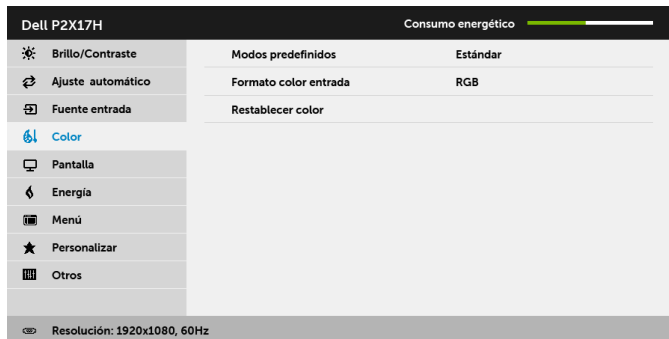 Dell P2X17H Consumo energético
Brillo/Contraste Modos predefinidos Estándar
Ajuste automático Formato color entrada RGB
Fuente entrada Restablecer color
Color
Pantalla
Energía
Menú
Personalizar
Otros
Resolución: 1920x1080, 60Hz